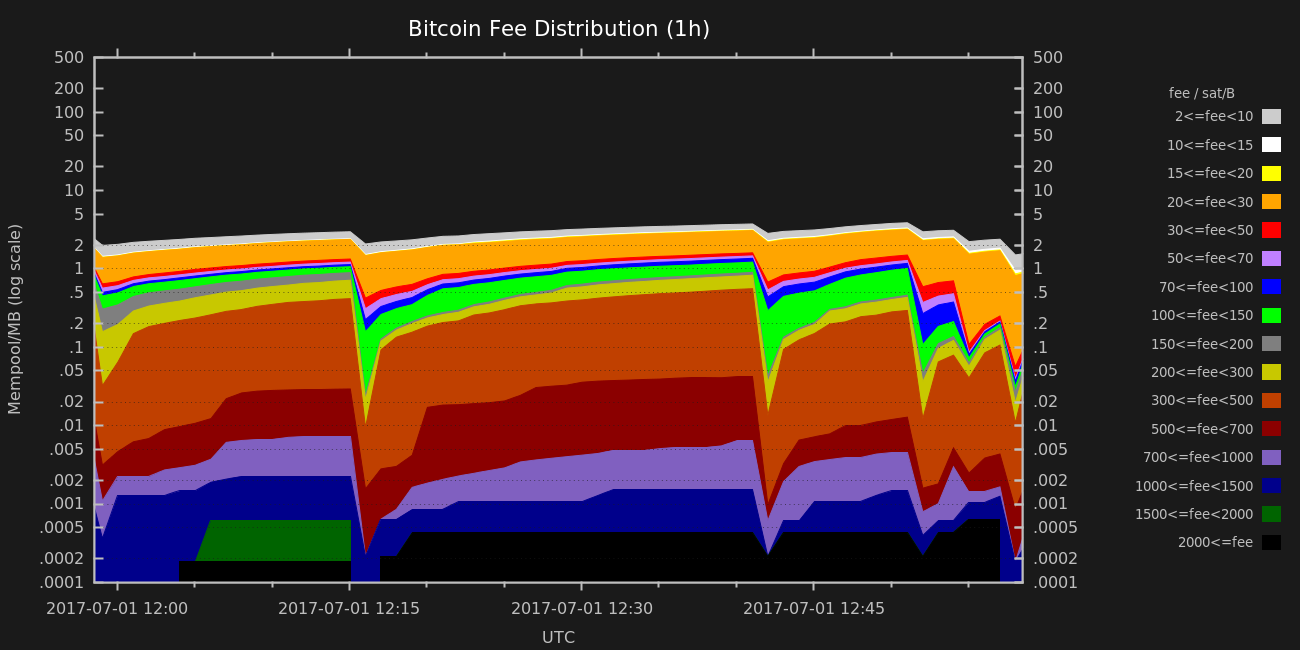 Bitcoin Fee Distribution (1h)
Mempool/MB (log scale)
500
200
100
50
20
10
5
2
1
.5
.2
.1
.05
.02
.01
.005
.002
.001
.0005
.0002
.0001
500
200
100
50
20
10
5
2
1
.5
.2
.1
.05
.02
.01
.005
.002
.001
.0005
.0002
.0001
2017-07-01 12:00
2017-07-01 12:15
2017-07-01 12:30
2017-07-01 12:45
UTC
fee / sat/B
2<=fee<10
10<=fee<15
15<=fee<20
20<=fee<30
30<=fee<50
50<=fee<70
70<=fee<100
100<=fee<150
150<=fee<200
200<=fee<300
300<=fee<500
500<=fee<700
700<=fee<1000
1000<=fee<1500
1500<=fee<2000
2000<=fee